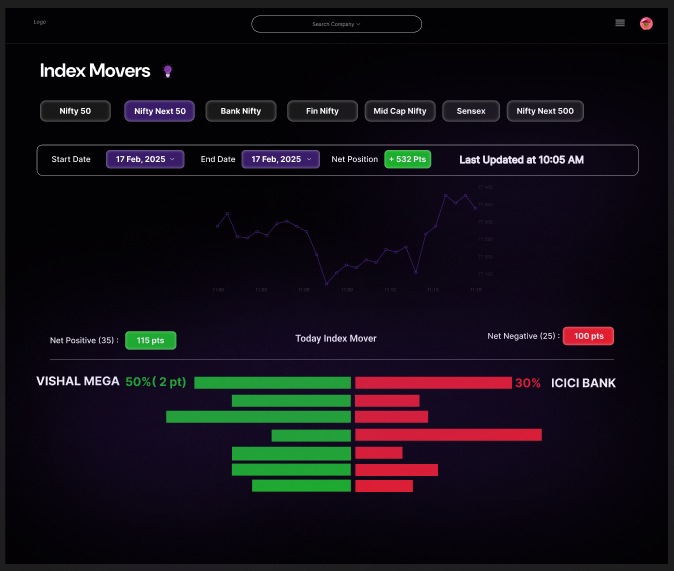 Logo
Search Company
Index Movers
Nifty 50 Nifty Next 50 Bank Nifty Fin Nifty Mid Cap Nifty Sensex Nifty Next 500
Start Date 17 Feb, 2025 End Date 17 Feb, 2025 Net Position + 532 Pts Last Updated at 10:05 AM
Net Positive (35) : 115 pts Today Index Mover Net Negative (25) : 100 pts
VISHAL MEGA 50%( 2 pt) 30% ICICI BANK